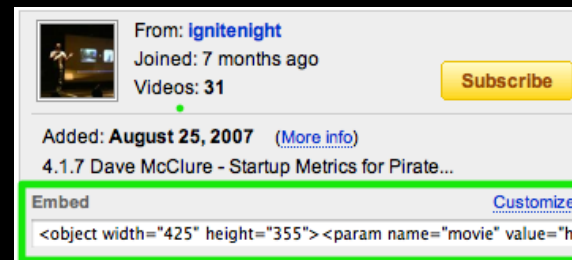 From: ignitenight
Joined: 7 months ago
Videos: 31
Subscribe
Added: August 25, 2007 (More info)
4.1.7 Dave McClure - Startup Metrics for Pirate...
Embed Customize
<object width="425" height="355"><param name="movie" value="h